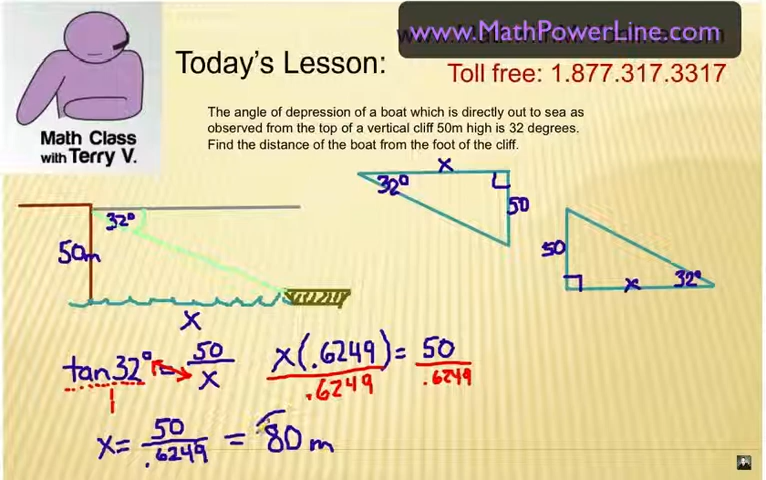 www.MathPowerLine.com
Today's Lesson:
Toll free: 1.877.317.3317
Math Class
with Terry V.
The angle of depression of a boat which is directly out to sea as
observed from the top of a vertical cliff 50m high is 32 degrees.
Find the distance of the boat from the foot of the cliff.
x
32°
50
32°
50m
x
50
x
32°
tan32° = 50/x
x(.6249) = 50
.6249 .6249
1
x = 50/.6249 = 80m